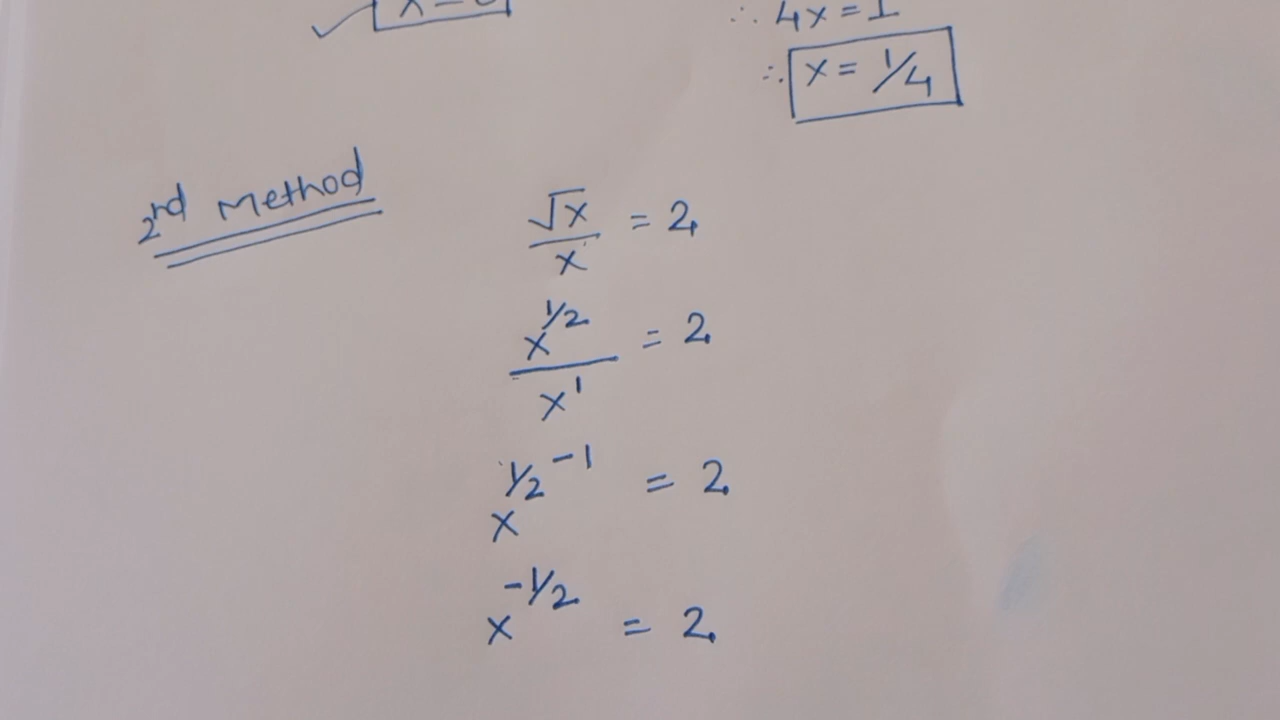 ∴ 4x = 1
∴ x = 1/4
2nd Method
√x / x = 2
x^1/2 / x^1 = 2
x^1/2 - 1 = 2
x^-1/2 = 2